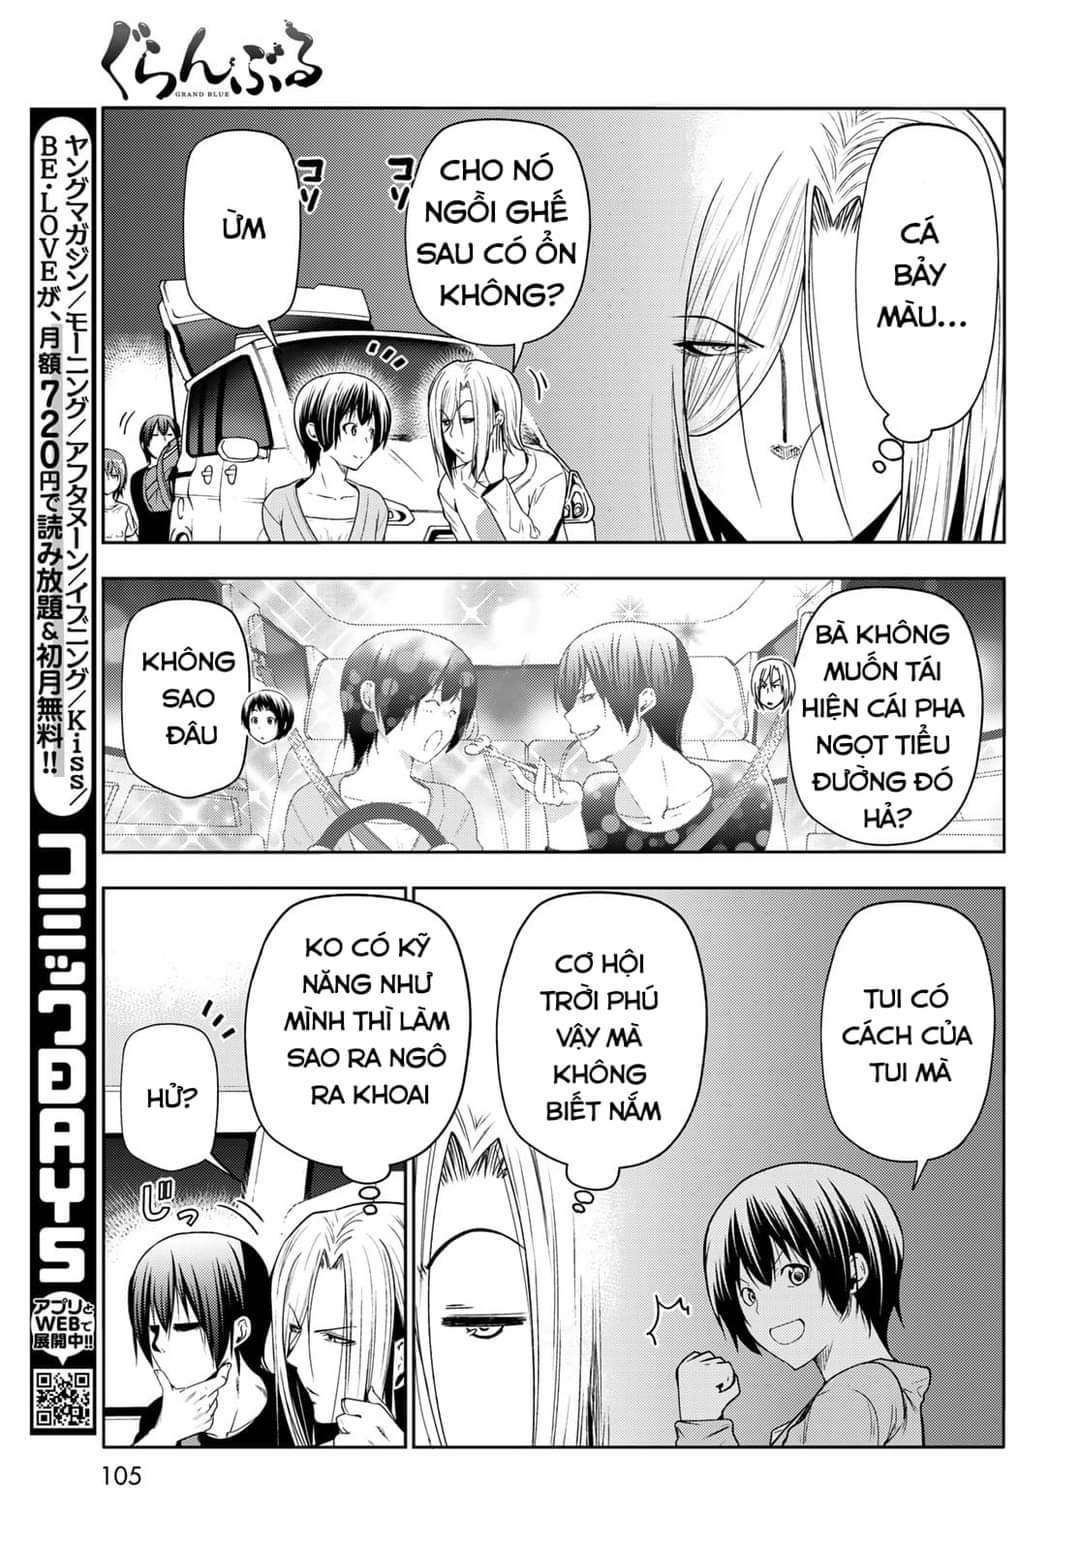 ぐらんぶる
GRAND BLUE
CÁ
BẢY
MÀU...
CHO NÓ
NGỒI GHẾ
SAU CÓ ỔN
KHÔNG?
コソ
コソ
ỪM
BÀ KHÔNG
MUỐN TÁI
HIỆN CÁI PHA
NGỌT TIỂU
ĐƯỜNG ĐÓ
HẢ?
KHÔNG
SAO
ĐÂU
TUI CÓ
CÁCH CỦA
TUI MÀ
CƠ HỘI
TRỜI PHÚ
VẬY MÀ
KHÔNG
BIẾT NẮM
KO CÓ KỸ
NĂNG NHƯ
MÌNH THÌ LÀM
SAO RA NGÔ
RA KHOAI
HỬ?
じっ
ヤングマガジン/モーニング/アフタヌーン/イブニング/Kiss/
BE・LOVEが、月額720円で読み放題&初月無料!!
コミックDAYS
アプリと
WEBで
展開中!!
105